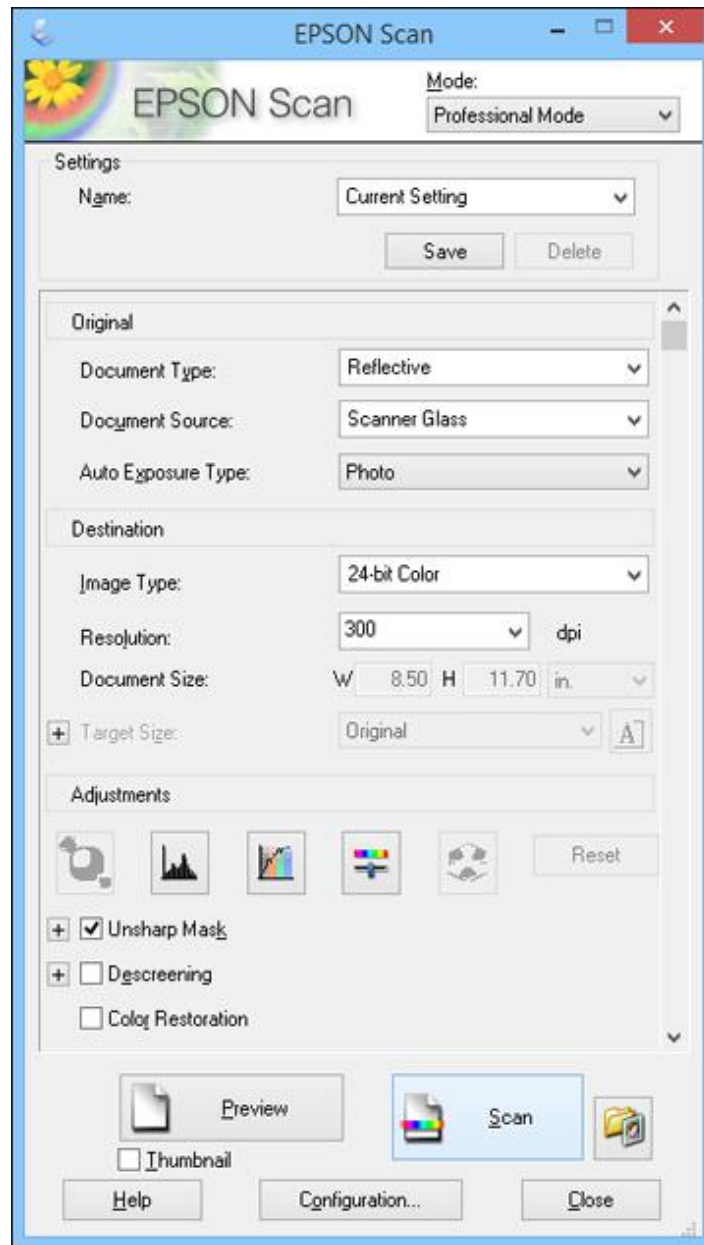 EPSON Scan
EPSON Scan
Mode:
Professional Mode
Settings
Name:
Current Setting
Save
Delete
Original
Document Type:
Reflective
Document Source:
Scanner Glass
Auto Exposure Type:
Photo
Destination
Image Type:
24-bit Color
Resolution:
300
dpi
Document Size:
W 8.50 H 11.70 in.
Target Size:
Original
A
Adjustments
Reset
Unsharp Mask
Descreening
Color Restoration
Preview
Scan
Thumbnail
Help
Configuration...
Close